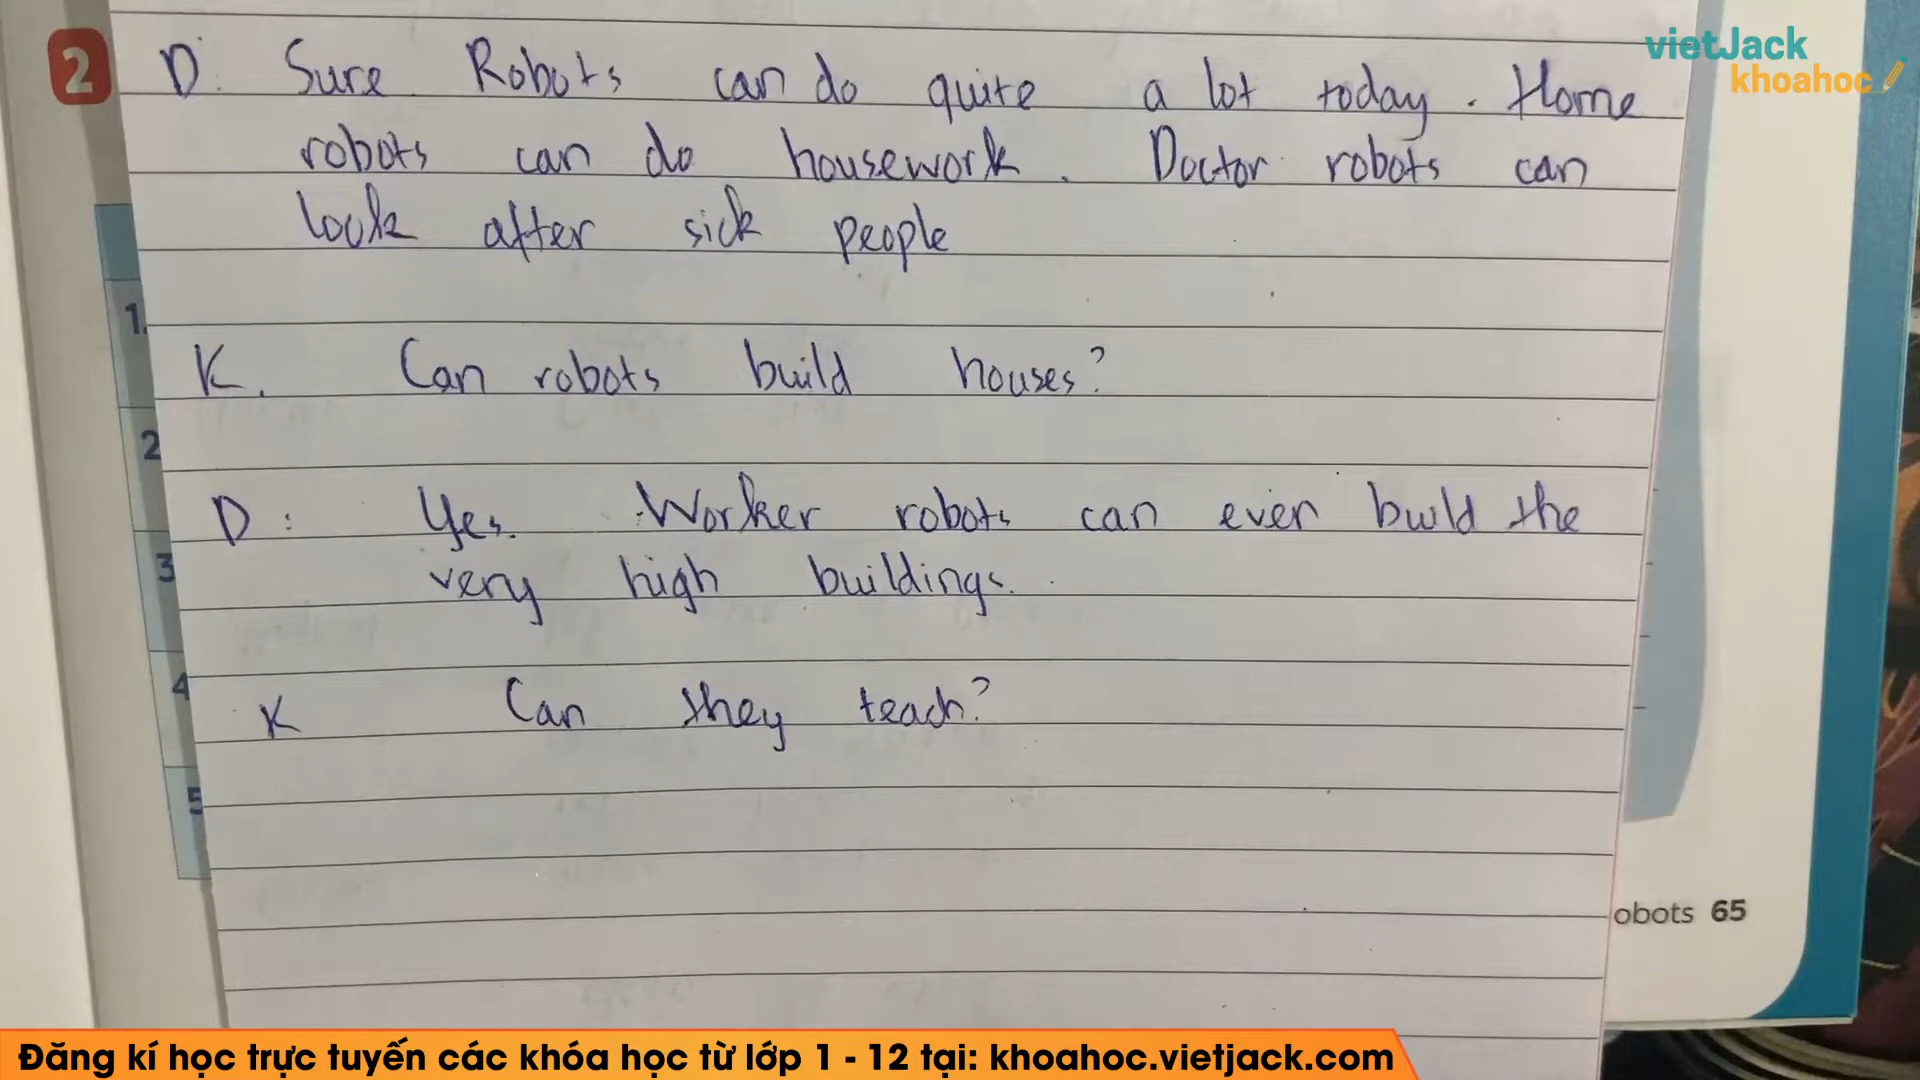 2
vietJack
khoahoc
D: Sure. Robots can do quite a lot today. Home
robots can do housework. Doctor robots can
look after sick people
1.
K. Can robots build houses?
2
D: Yes. Worker robots can even build the
very high buildings.
3
4
K Can they teach?
5
obots 65
Đăng kí học trực tuyến các khóa học từ lớp 1 - 12 tại: khoahoc.vietjack.com